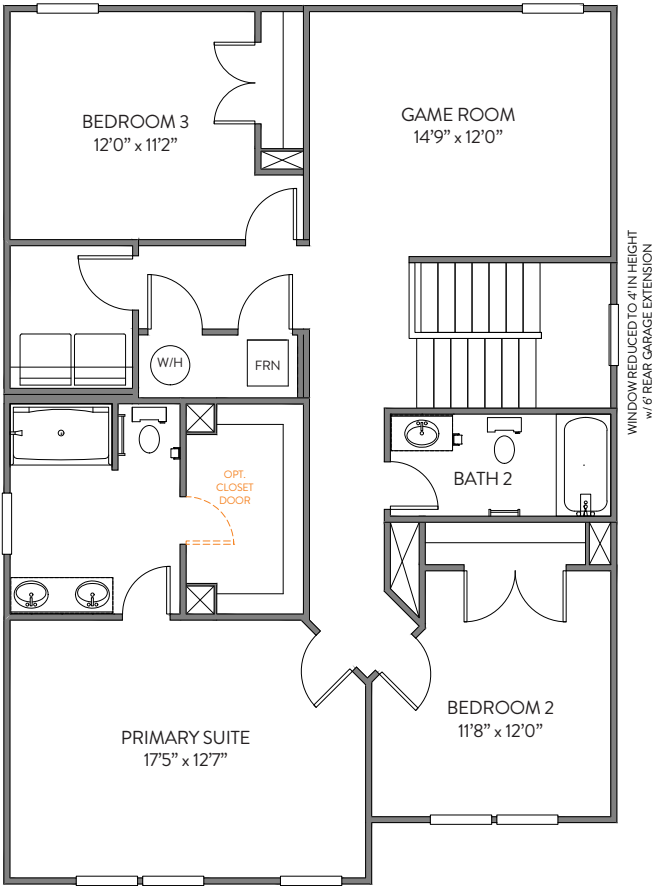 BEDROOM 3
12’0” x 11’2”
GAME ROOM
14’9” x 12’0”
WINDOW REDUCED TO 4' IN HEIGHT
w/ 6' REAR GARAGE EXTENSION
W/H
FRN
OPT.
CLOSET
DOOR
BATH 2
BEDROOM 2
11’8” x 12’0”
PRIMARY SUITE
17’5” x 12’7”